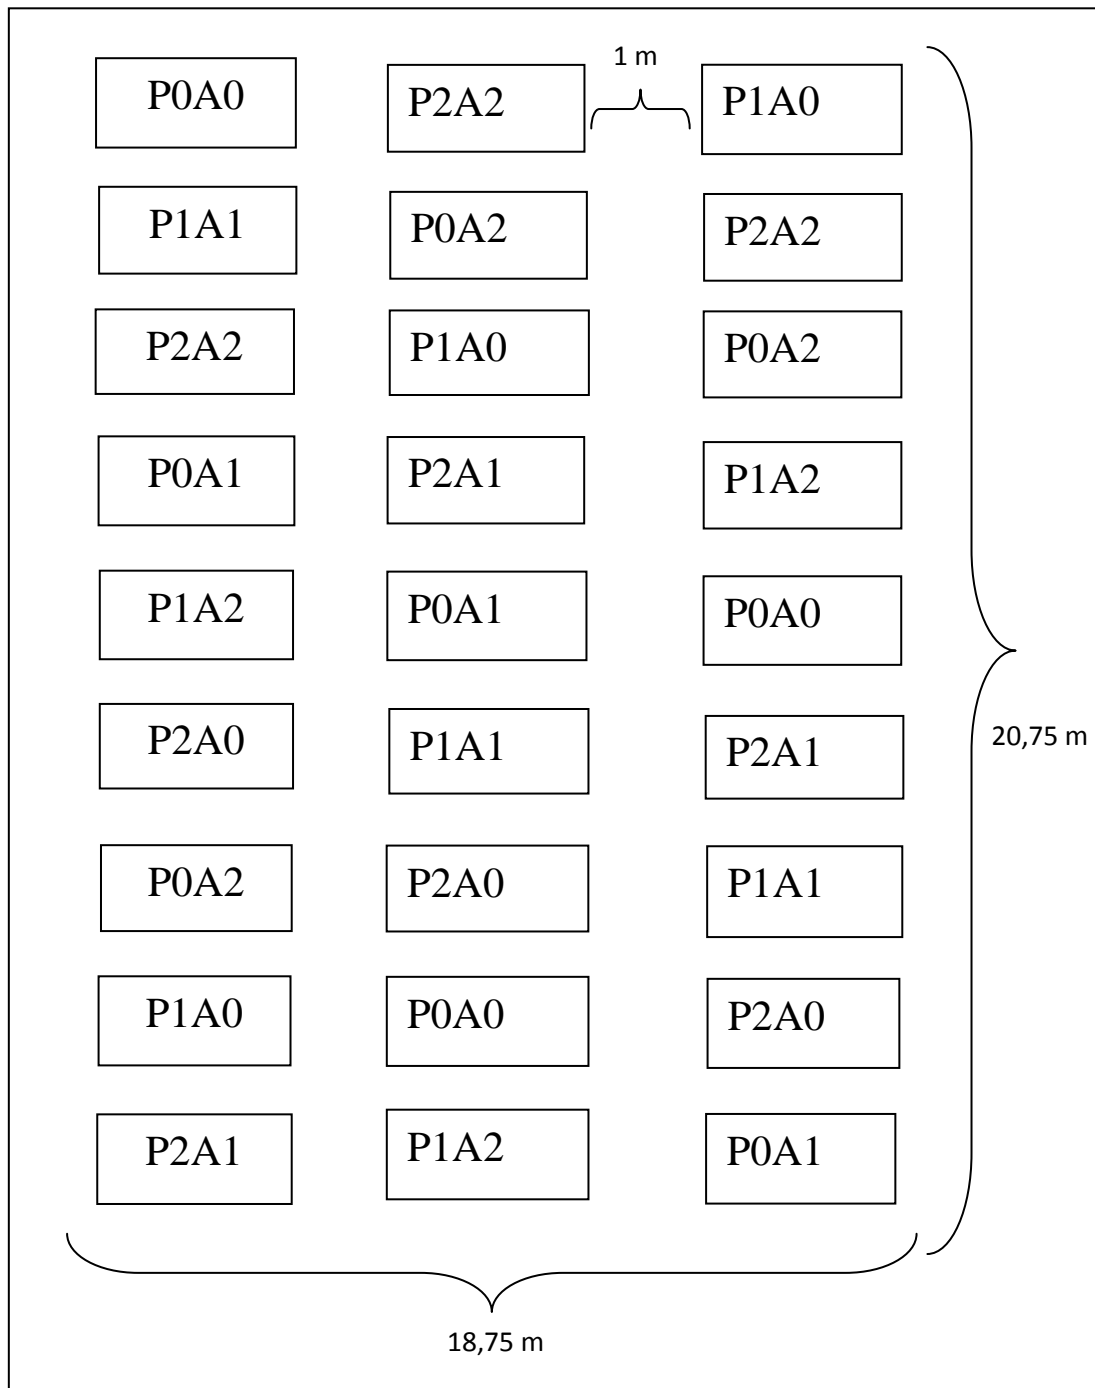 1 m
P0A0 P2A2 P1A0
P1A1 P0A2 P2A2
P2A2 P1A0 P0A2
P0A1 P2A1 P1A2
P1A2 P0A1 P0A0
P2A0 P1A1 P2A1
20,75 m
P0A2 P2A0 P1A1
P1A0 P0A0 P2A0
P2A1 P1A2 P0A1
18,75 m